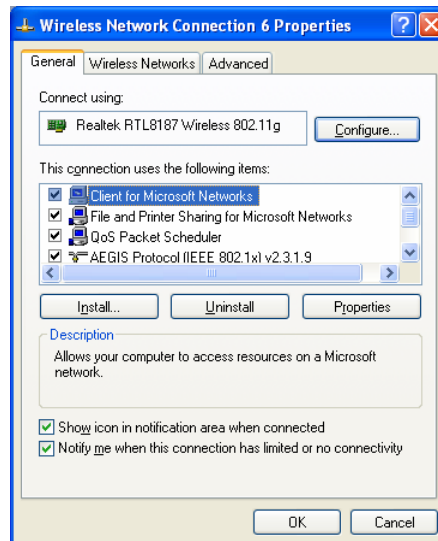 Wireless Network Connection 6 Properties
General Wireless Networks Advanced
Connect using:
Realtek RTL8187 Wireless 802.11g Configure...
This connection uses the following items:
Client for Microsoft Networks
File and Printer Sharing for Microsoft Networks
QoS Packet Scheduler
AEGIS Protocol (IEEE 802.1x) v2.3.1.9
Install... Uninstall Properties
Description
Allows your computer to access resources on a Microsoft
network.
Show icon in notification area when connected
Notify me when this connection has limited or no connectivity
OK Cancel